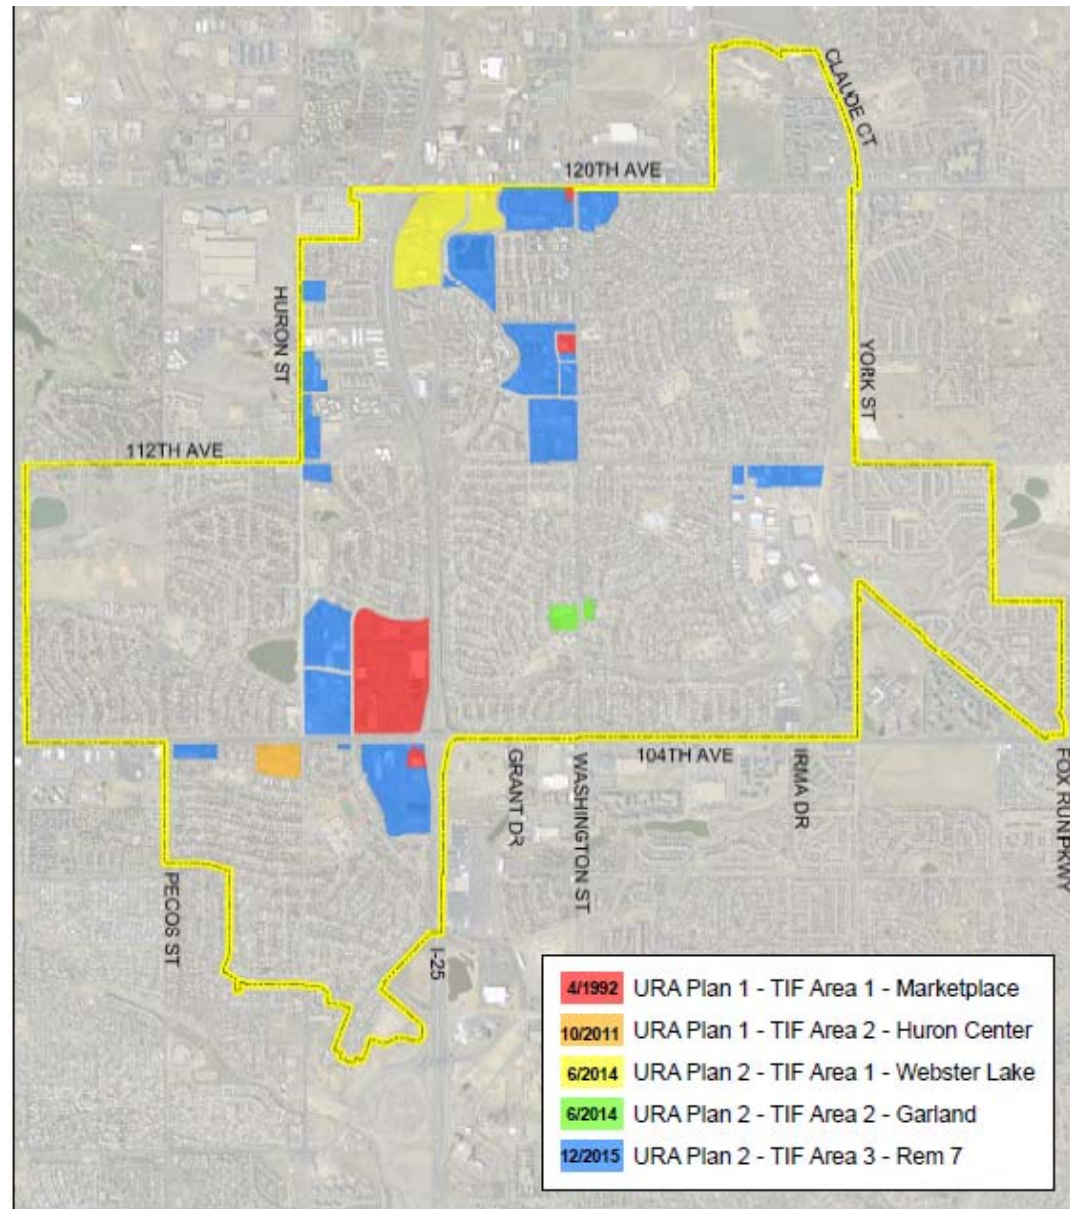 CLAUDE CT
120TH AVE
HURON ST
YORK ST
112TH AVE
104TH AVE
GRANT DR
WASHINGTON ST
IRMA DR
FOX RUN PKWY
PECOS ST
I-25
4/1992 URA Plan 1 - TIF Area 1 - Marketplace
10/2011 URA Plan 1 - TIF Area 2 - Huron Center
6/2014 URA Plan 2 - TIF Area 1 - Webster Lake
6/2014 URA Plan 2 - TIF Area 2 - Garland
12/2015 URA Plan 2 - TIF Area 3 - Rem 7